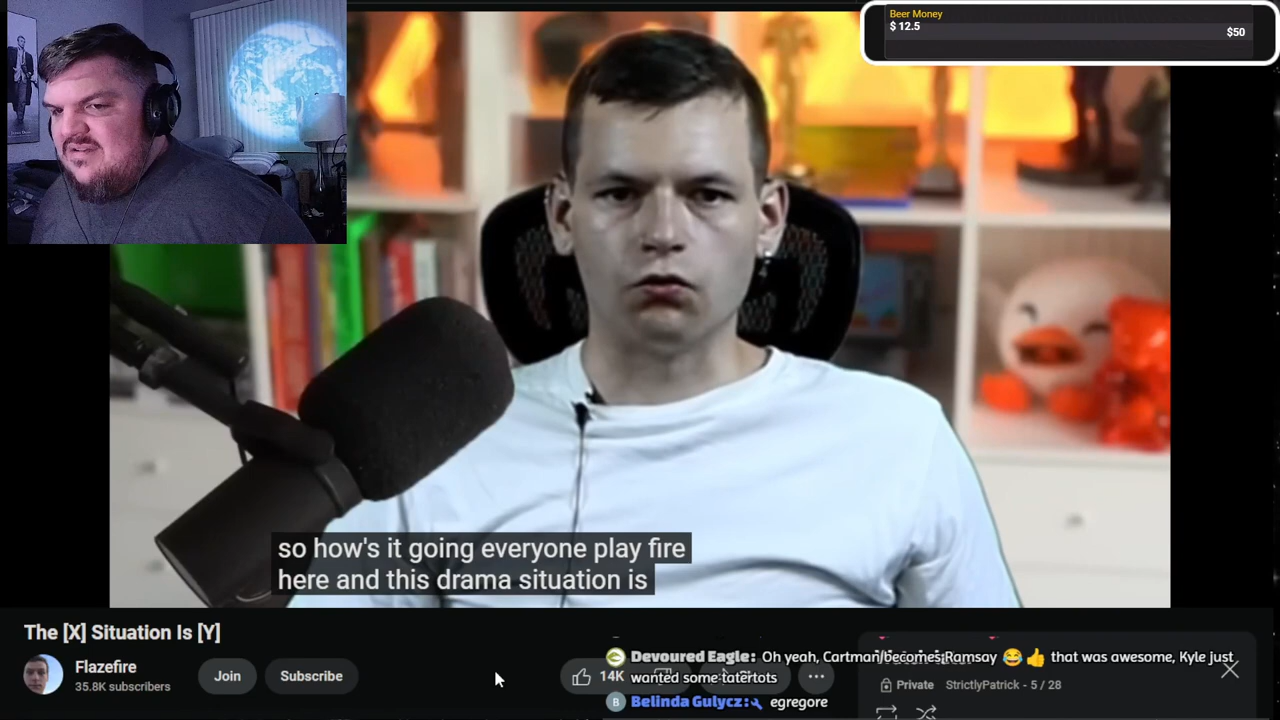 Beer Money
$ 12.5
$50
so how's it going everyone play fire
here and this drama situation is
The [X] Situation Is [Y]
Flazefire
35.8K subscribers
Join
Subscribe
14K
Devoured Eagle: Oh yeah, Cartman becomes Ramsay 😂👍 that was awesome, Kyle just
wanted some tatertots
Belinda Gulycz: egregore
Private StrictlyPatrick - 5 / 28